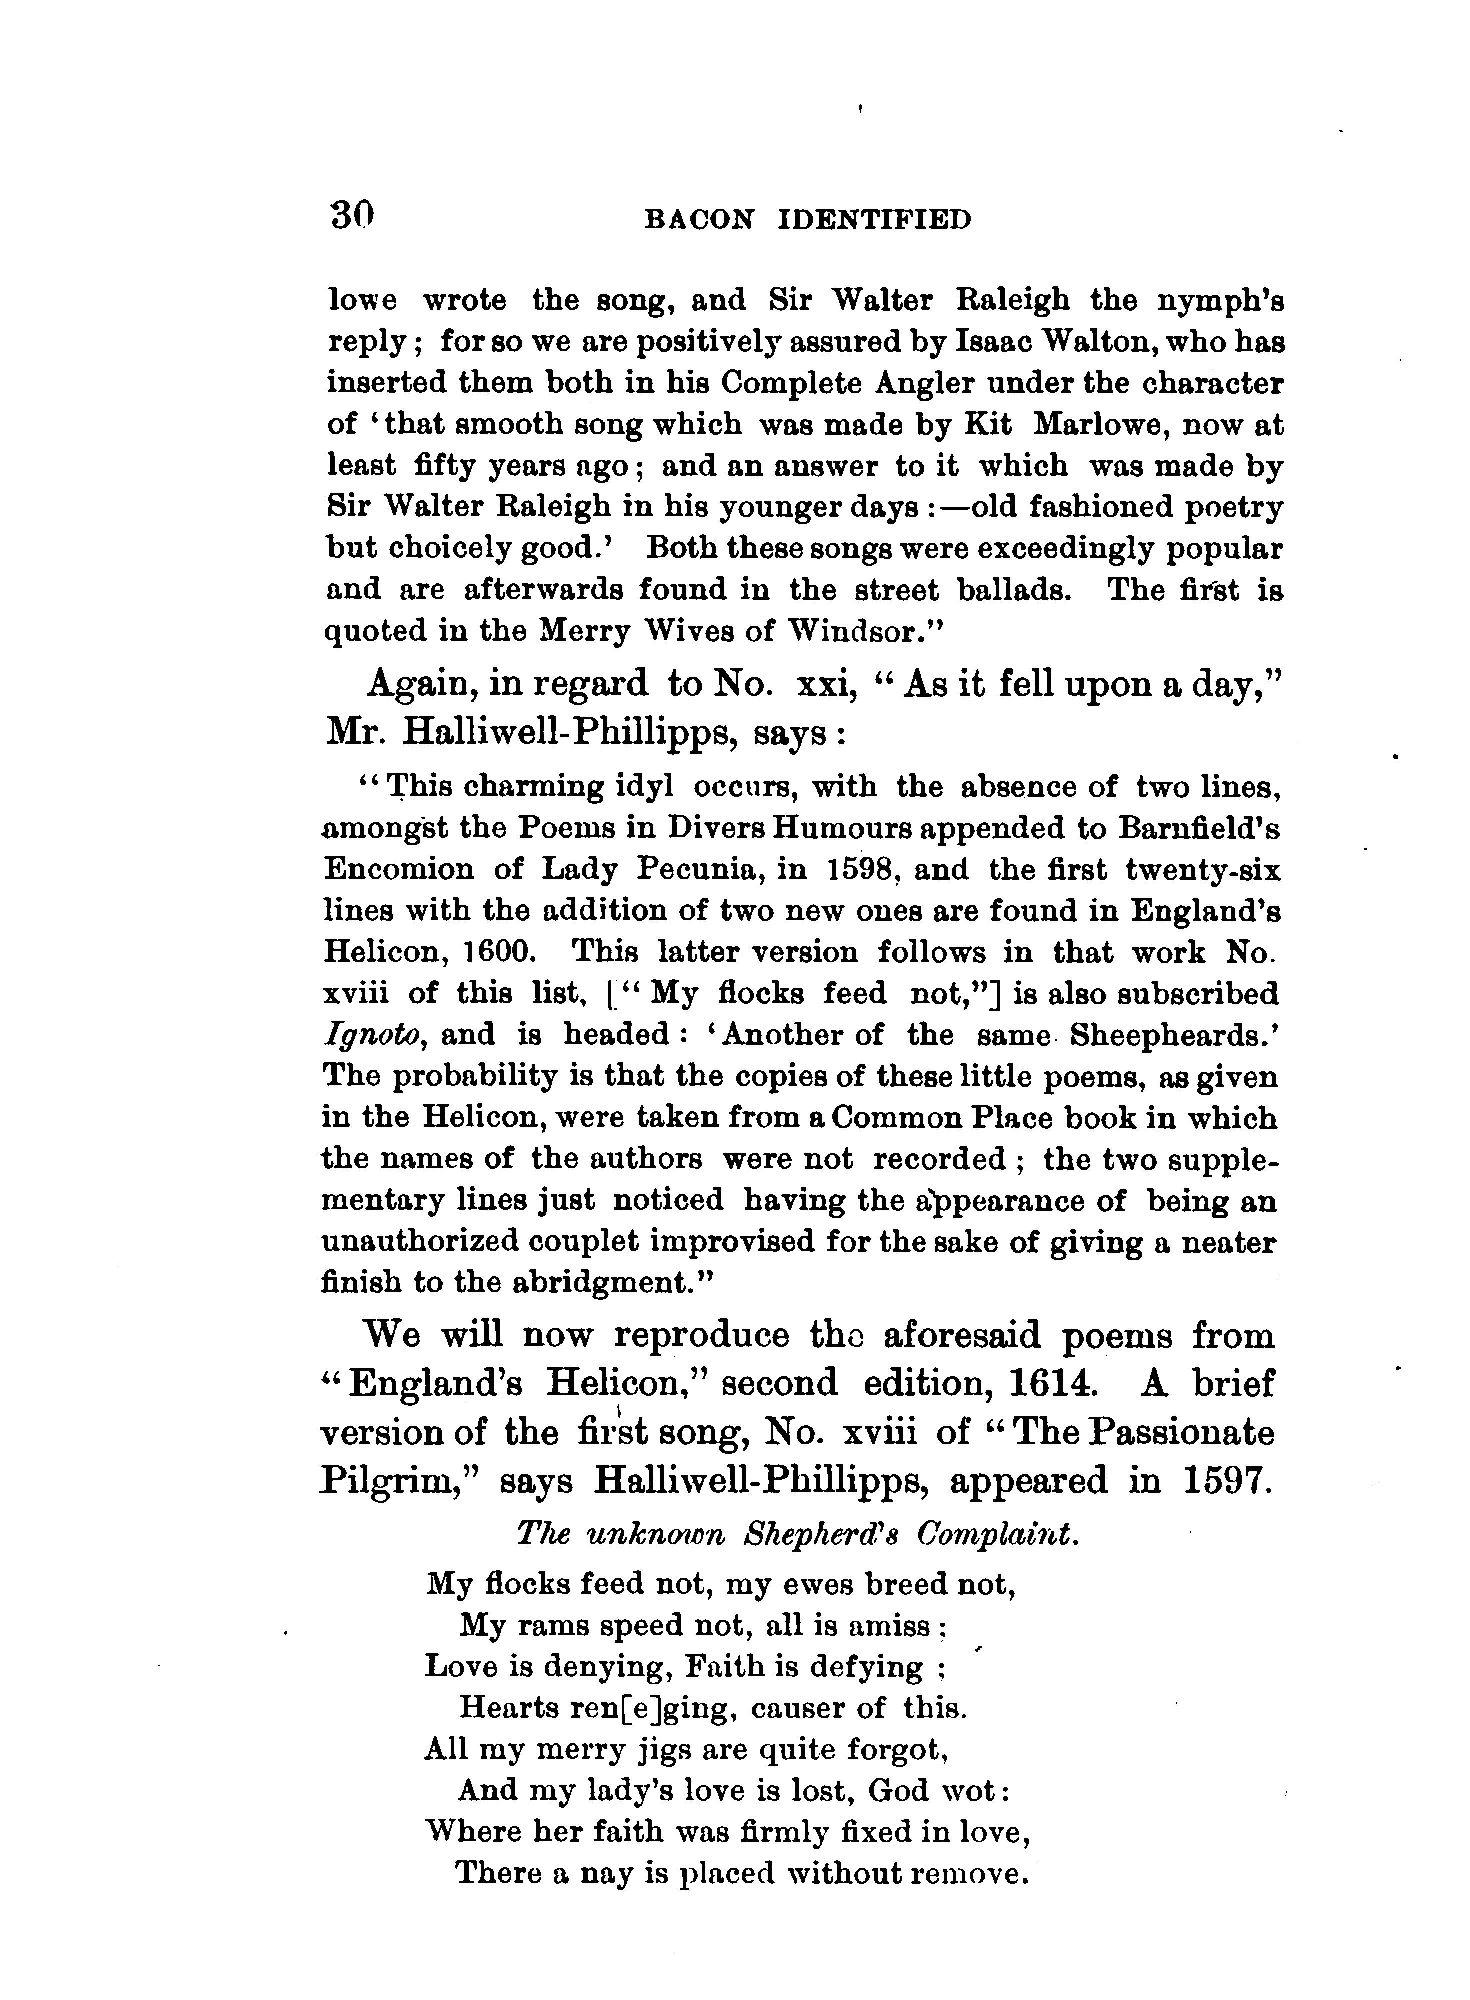 30 BACON IDENTIFIED
lowe wrote the song, and Sir Walter Raleigh the nymph's
reply; for so we are positively assured by Isaac Walton, who has
inserted them both in his Complete Angler under the character
of 'that smooth song which was made by Kit Marlowe, now at
least fifty years ago; and an answer to it which was made by
Sir Walter Raleigh in his younger days:—old fashioned poetry
but choicely good.' Both these songs were exceedingly popular
and are afterwards found in the street ballads. The first is
quoted in the Merry Wives of Windsor."
Again, in regard to No. xxi, "As it fell upon a day,"
Mr. Halliwell-Phillipps, says:
"This charming idyl occurs, with the absence of two lines,
amongst the Poems in Divers Humours appended to Barnfield's
Encomion of Lady Pecunia, in 1598, and the first twenty-six
lines with the addition of two new ones are found in England's
Helicon, 1600. This latter version follows in that work No.
xviii of this list, ["My flocks feed not,"] is also subscribed
Ignoto, and is headed: 'Another of the same Sheepheards.'
The probability is that the copies of these little poems, as given
in the Helicon, were taken from a Common Place book in which
the names of the authors were not recorded; the two supple-
mentary lines just noticed having the appearance of being an
unauthorized couplet improvised for the sake of giving a neater
finish to the abridgment."
We will now reproduce the aforesaid poems from
"England's Helicon," second edition, 1614. A brief
version of the first song, No. xviii of "The Passionate
Pilgrim," says Halliwell-Phillipps, appeared in 1597.
The unknown Shepherd's Complaint.
My flocks feed not, my ewes breed not,
My rams speed not, all is amiss:
Love is denying, Faith is defying;
Hearts ren[e]ging, causer of this.
All my merry jigs are quite forgot,
And my lady's love is lost, God wot:
Where her faith was firmly fixed in love,
There a nay is placed without remove.